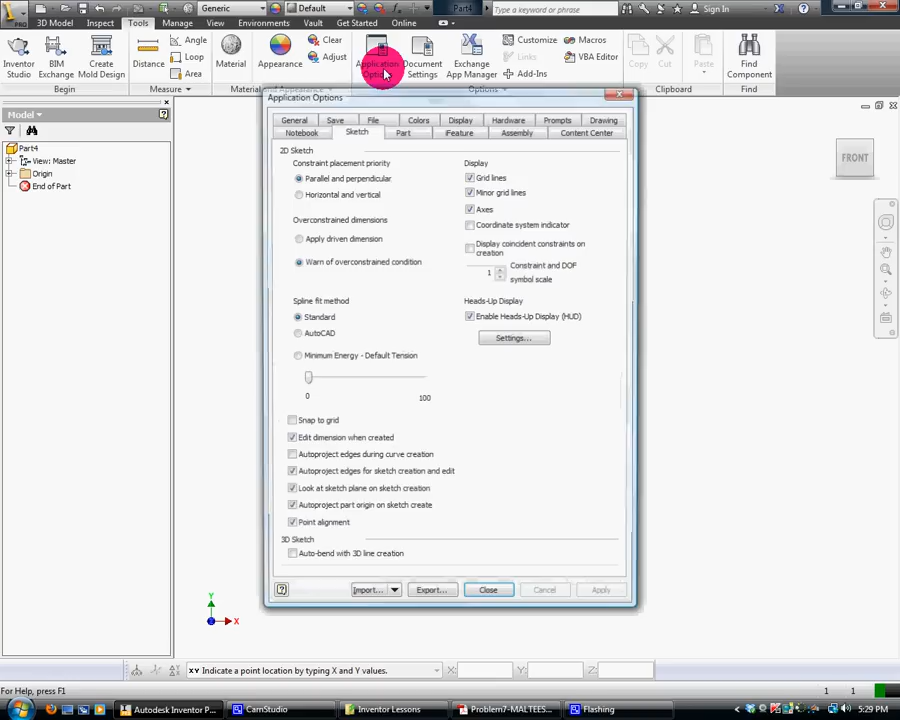 Generic
Default
Part4
Type a keyword or phrase
Sign In
PRO
3D Model Inspect Tools Manage View Environments Vault Get Started Online
Inventor Studio
BIM Exchange
Create Mold Design
Begin
Distance
Angle
Loop
Area
Measure
Material
Appearance
Clear
Adjust
Material and Appearance
Application Options
Document Settings
Exchange App Manager
Customize
Links
Add-Ins
Macros
VBA Editor
Options
Copy
Cut
Paste
Clipboard
Find Component
Find
Model
Part4
View: Master
Origin
End of Part
FRONT
Application Options
General Save File Colors Display Hardware Prompts Drawing
Notebook Sketch Part iFeature Assembly Content Center
2D Sketch
Constraint placement priority
Parallel and perpendicular
Horizontal and vertical
Overconstrained dimensions
Apply driven dimension
Warn of overconstrained condition
Spline fit method
Standard
AutoCAD
Minimum Energy - Default Tension
0 100
Display
Grid lines
Minor grid lines
Axes
Coordinate system indicator
Display coincident constraints on creation
1
Constraint and DOF symbol scale
Heads-Up Display
Enable Heads-Up Display (HUD)
Settings...
Snap to grid
Edit dimension when created
Autoproject edges during curve creation
Autoproject edges for sketch creation and edit
Look at sketch plane on sketch creation
Autoproject part origin on sketch create
Point alignment
3D Sketch
Auto-bend with 3D line creation
Import... Export... Close Cancel Apply
Y
X
XY Indicate a point location by typing X and Y values.
X: Y: Z:
For Help, press F1
1 1
Autodesk Inventor P...
CamStudio
Inventor Lessons
Problem7-MALTEES...
Flashing
5:29 PM